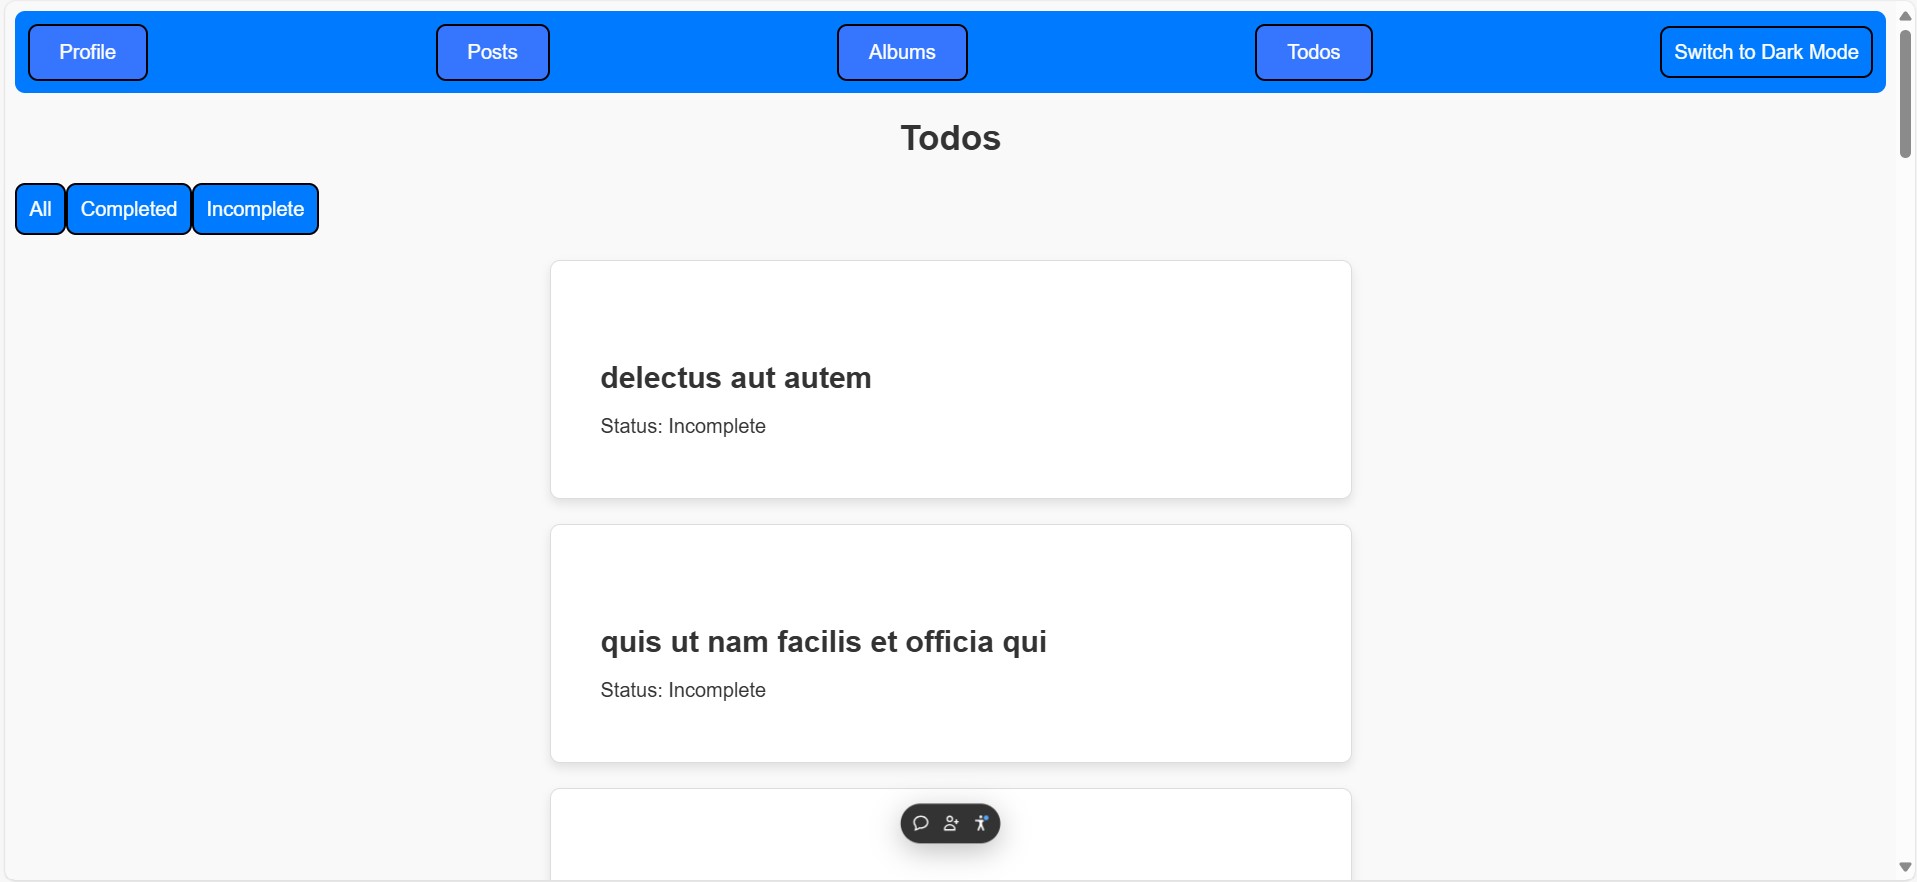 Profile Posts Albums Todos Switch to Dark Mode
Todos
All Completed Incomplete
delectus aut autem
Status: Incomplete
quis ut nam facilis et officia qui
Status: Incomplete